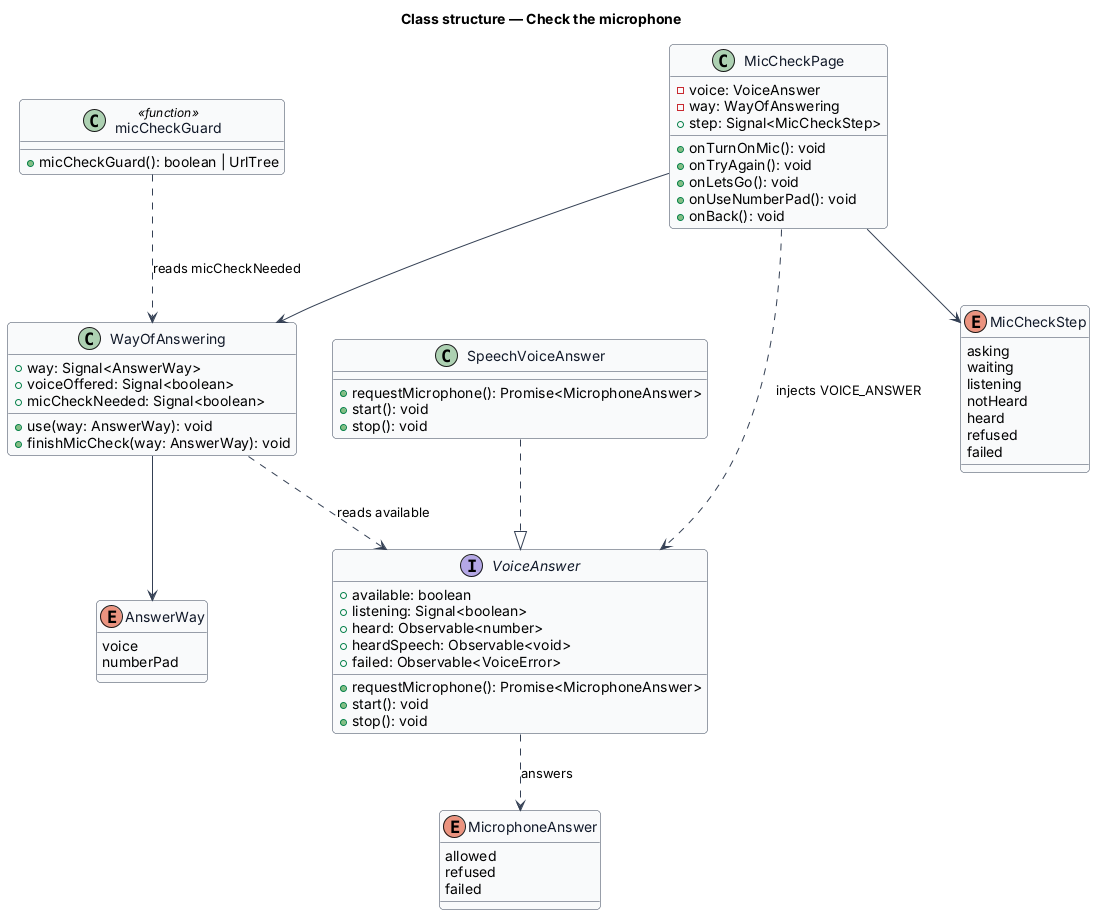 Class structure — Check the microphone
C MicCheckPage
voice: VoiceAnswer
way: WayOfAnswering
step: Signal<MicCheckStep>
onTurnOnMic(): void
onTryAgain(): void
onLetsGo(): void
onUseNumberPad(): void
onBack(): void
«function»
C micCheckGuard
micCheckGuard(): boolean | UrlTree
reads micCheckNeeded
C WayOfAnswering
way: Signal<AnswerWay>
voiceOffered: Signal<boolean>
micCheckNeeded: Signal<boolean>
use(way: AnswerWay): void
finishMicCheck(way: AnswerWay): void
C SpeechVoiceAnswer
requestMicrophone(): Promise<MicrophoneAnswer>
start(): void
stop(): void
injects VOICE_ANSWER
E MicCheckStep
asking
waiting
listening
notHeard
heard
refused
failed
reads available
E AnswerWay
voice
numberPad
I VoiceAnswer
available: boolean
listening: Signal<boolean>
heard: Observable<number>
heardSpeech: Observable<void>
failed: Observable<VoiceError>
requestMicrophone(): Promise<MicrophoneAnswer>
start(): void
stop(): void
answers
E MicrophoneAnswer
allowed
refused
failed